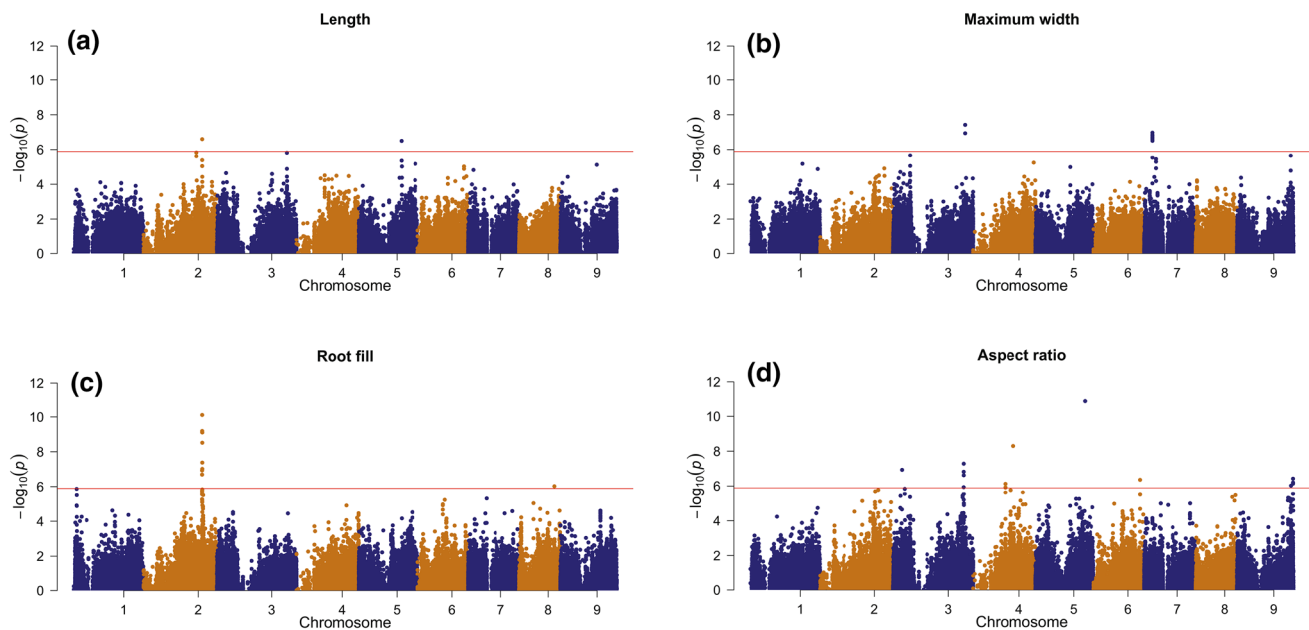 Length
(a)
12
10
8
6
4
2
0
−log10(p)
1 2 3 4 5 6 7 8 9
Chromosome
Maximum width
(b)
12
10
8
6
4
2
0
−log10(p)
1 2 3 4 5 6 7 8 9
Chromosome
Root fill
(c)
12
10
8
6
4
2
0
−log10(p)
1 2 3 4 5 6 7 8 9
Chromosome
Aspect ratio
(d)
12
10
8
6
4
2
0
−log10(p)
1 2 3 4 5 6 7 8 9
Chromosome